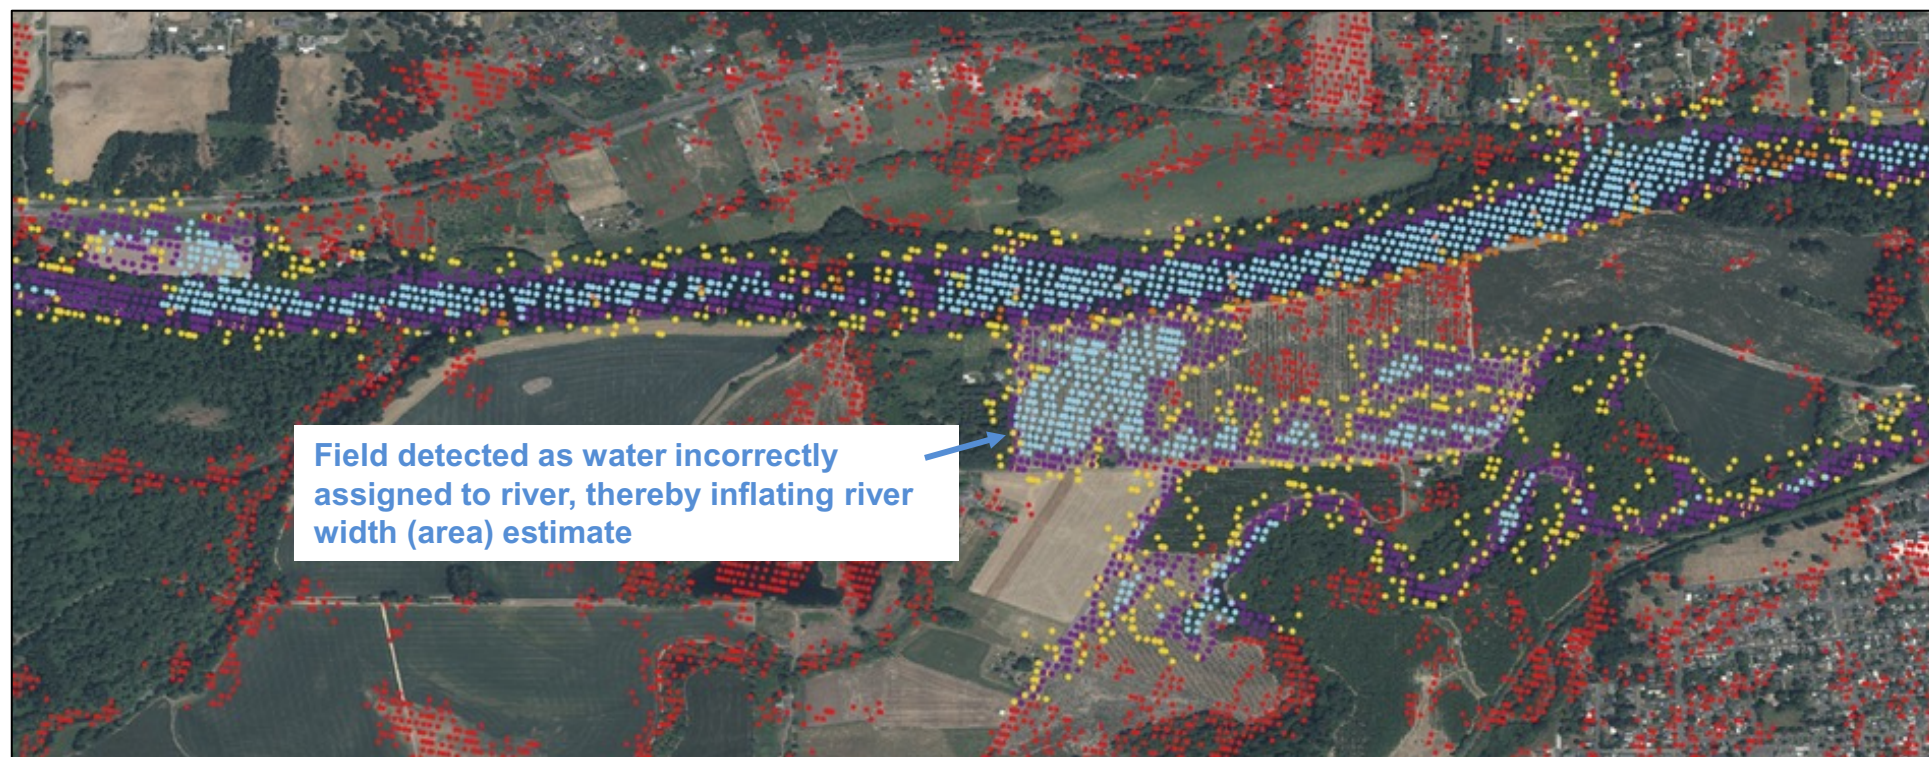 Field detected as water incorrectly
assigned to river, thereby inflating river
width (area) estimate